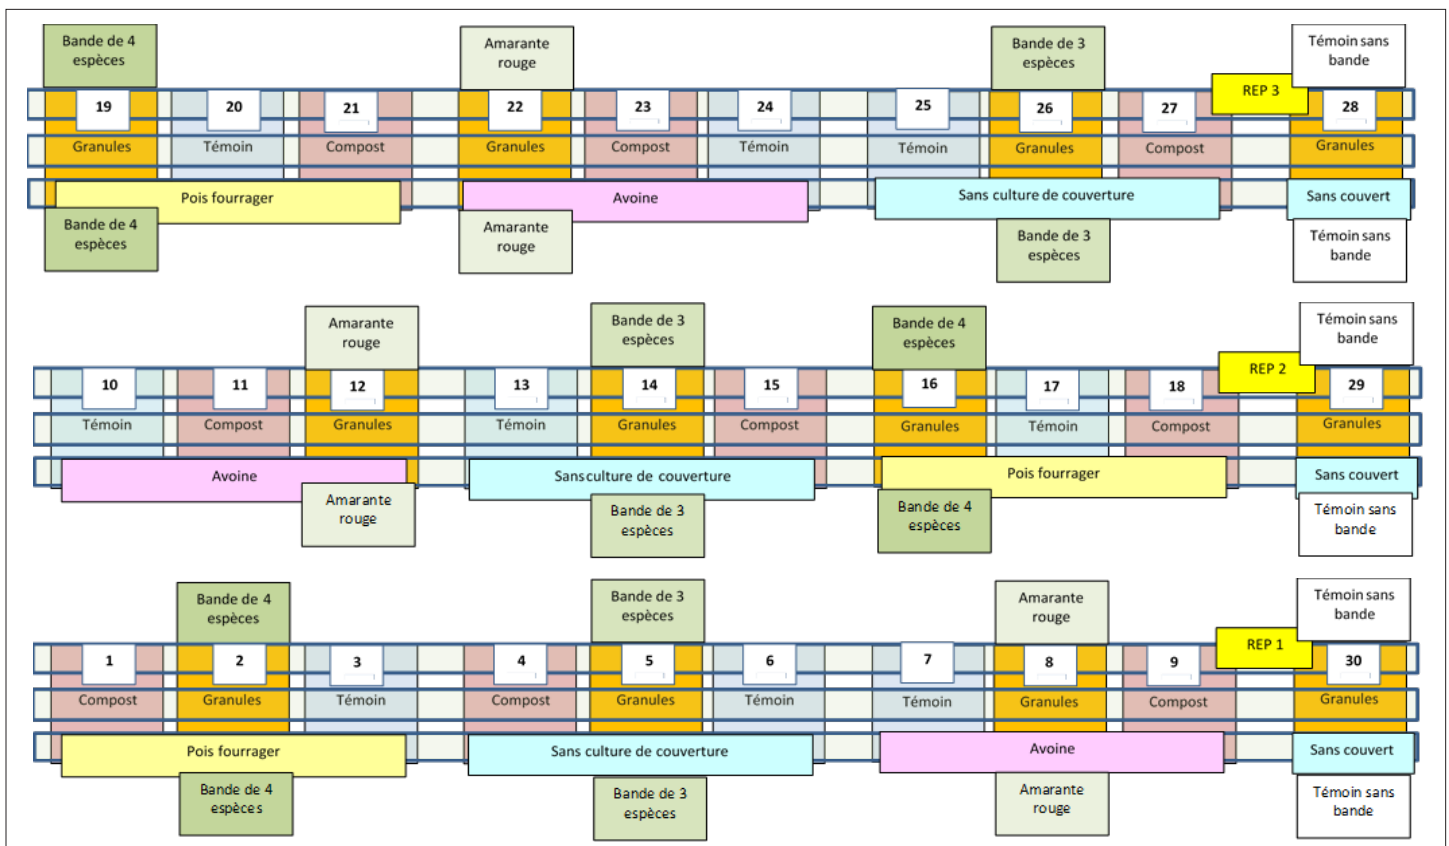 Bande de 4
espèces
Amarante
rouge
Bande de 3
espèces
Témoin sans
bande
REP 3
19
20
21
22
23
24
25
26
27
28
Granules
Témoin
Compost
Granules
Compost
Témoin
Témoin
Granules
Compost
Granules
Pois fourrager
Avoine
Sans culture de couverture
Sans couvert
Bande de 4
espèces
Amarante
rouge
Bande de 3
espèces
Témoin sans
bande
Amarante
rouge
Bande de 3
espèces
Bande de 4
espèces
Témoin sans
bande
REP 2
10
11
12
13
14
15
16
17
18
29
Témoin
Compost
Granules
Témoin
Granules
Compost
Granules
Témoin
Compost
Granules
Avoine
Sans culture de couverture
Pois fourrager
Sans couvert
Amarante
rouge
Bande de 3
espèces
Bande de 4
espèces
Témoin sans
bande
Bande de 4
espèces
Bande de 3
espèces
Amarante
rouge
Témoin sans
bande
REP 1
1
2
3
4
5
6
7
8
9
30
Compost
Granules
Témoin
Compost
Granules
Témoin
Témoin
Granules
Compost
Granules
Pois fourrager
Sans culture de couverture
Avoine
Sans couvert
Bande de 4
espèces
Bande de 3
espèces
Amarante
rouge
Témoin sans
bande